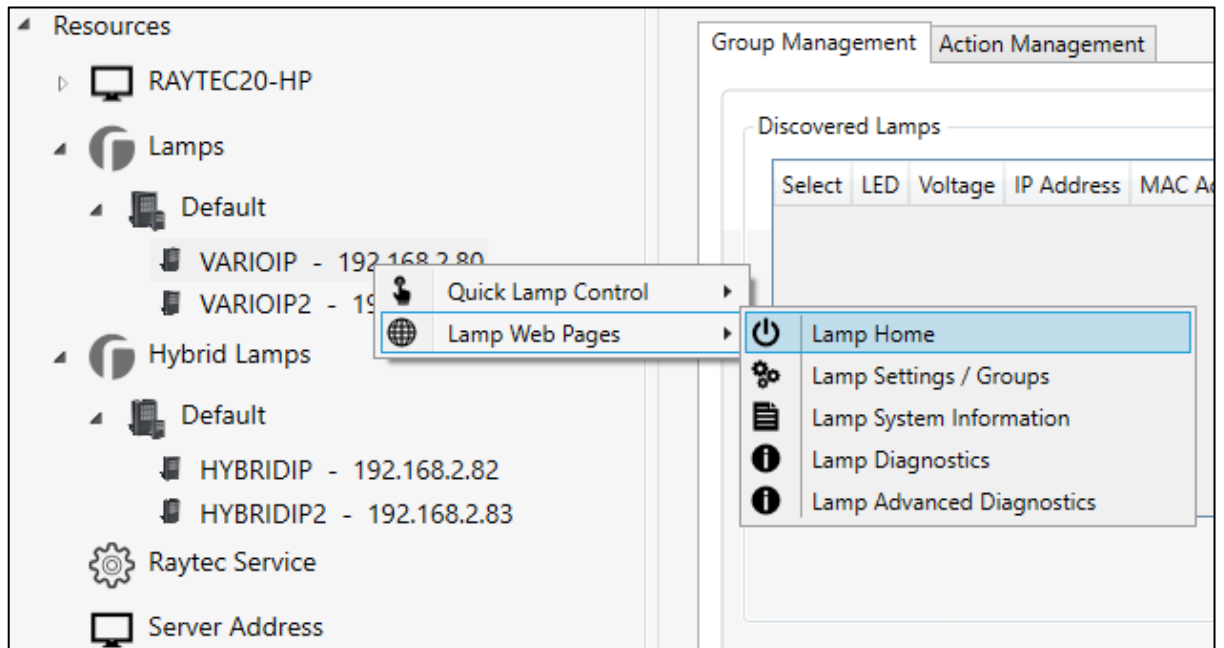 Resources
RAYTEC20-HP
Lamps
Default
VARIOIP - 192.168.2.80
VARIOIP2 - 19
Hybrid Lamps
Default
HYBRIDIP - 192.168.2.82
HYBRIDIP2 - 192.168.2.83
Raytec Service
Server Address
Quick Lamp Control
Lamp Web Pages
Lamp Home
Lamp Settings / Groups
Lamp System Information
Lamp Diagnostics
Lamp Advanced Diagnostics
Group Management Action Management
Discovered Lamps
Select LED Voltage IP Address MAC